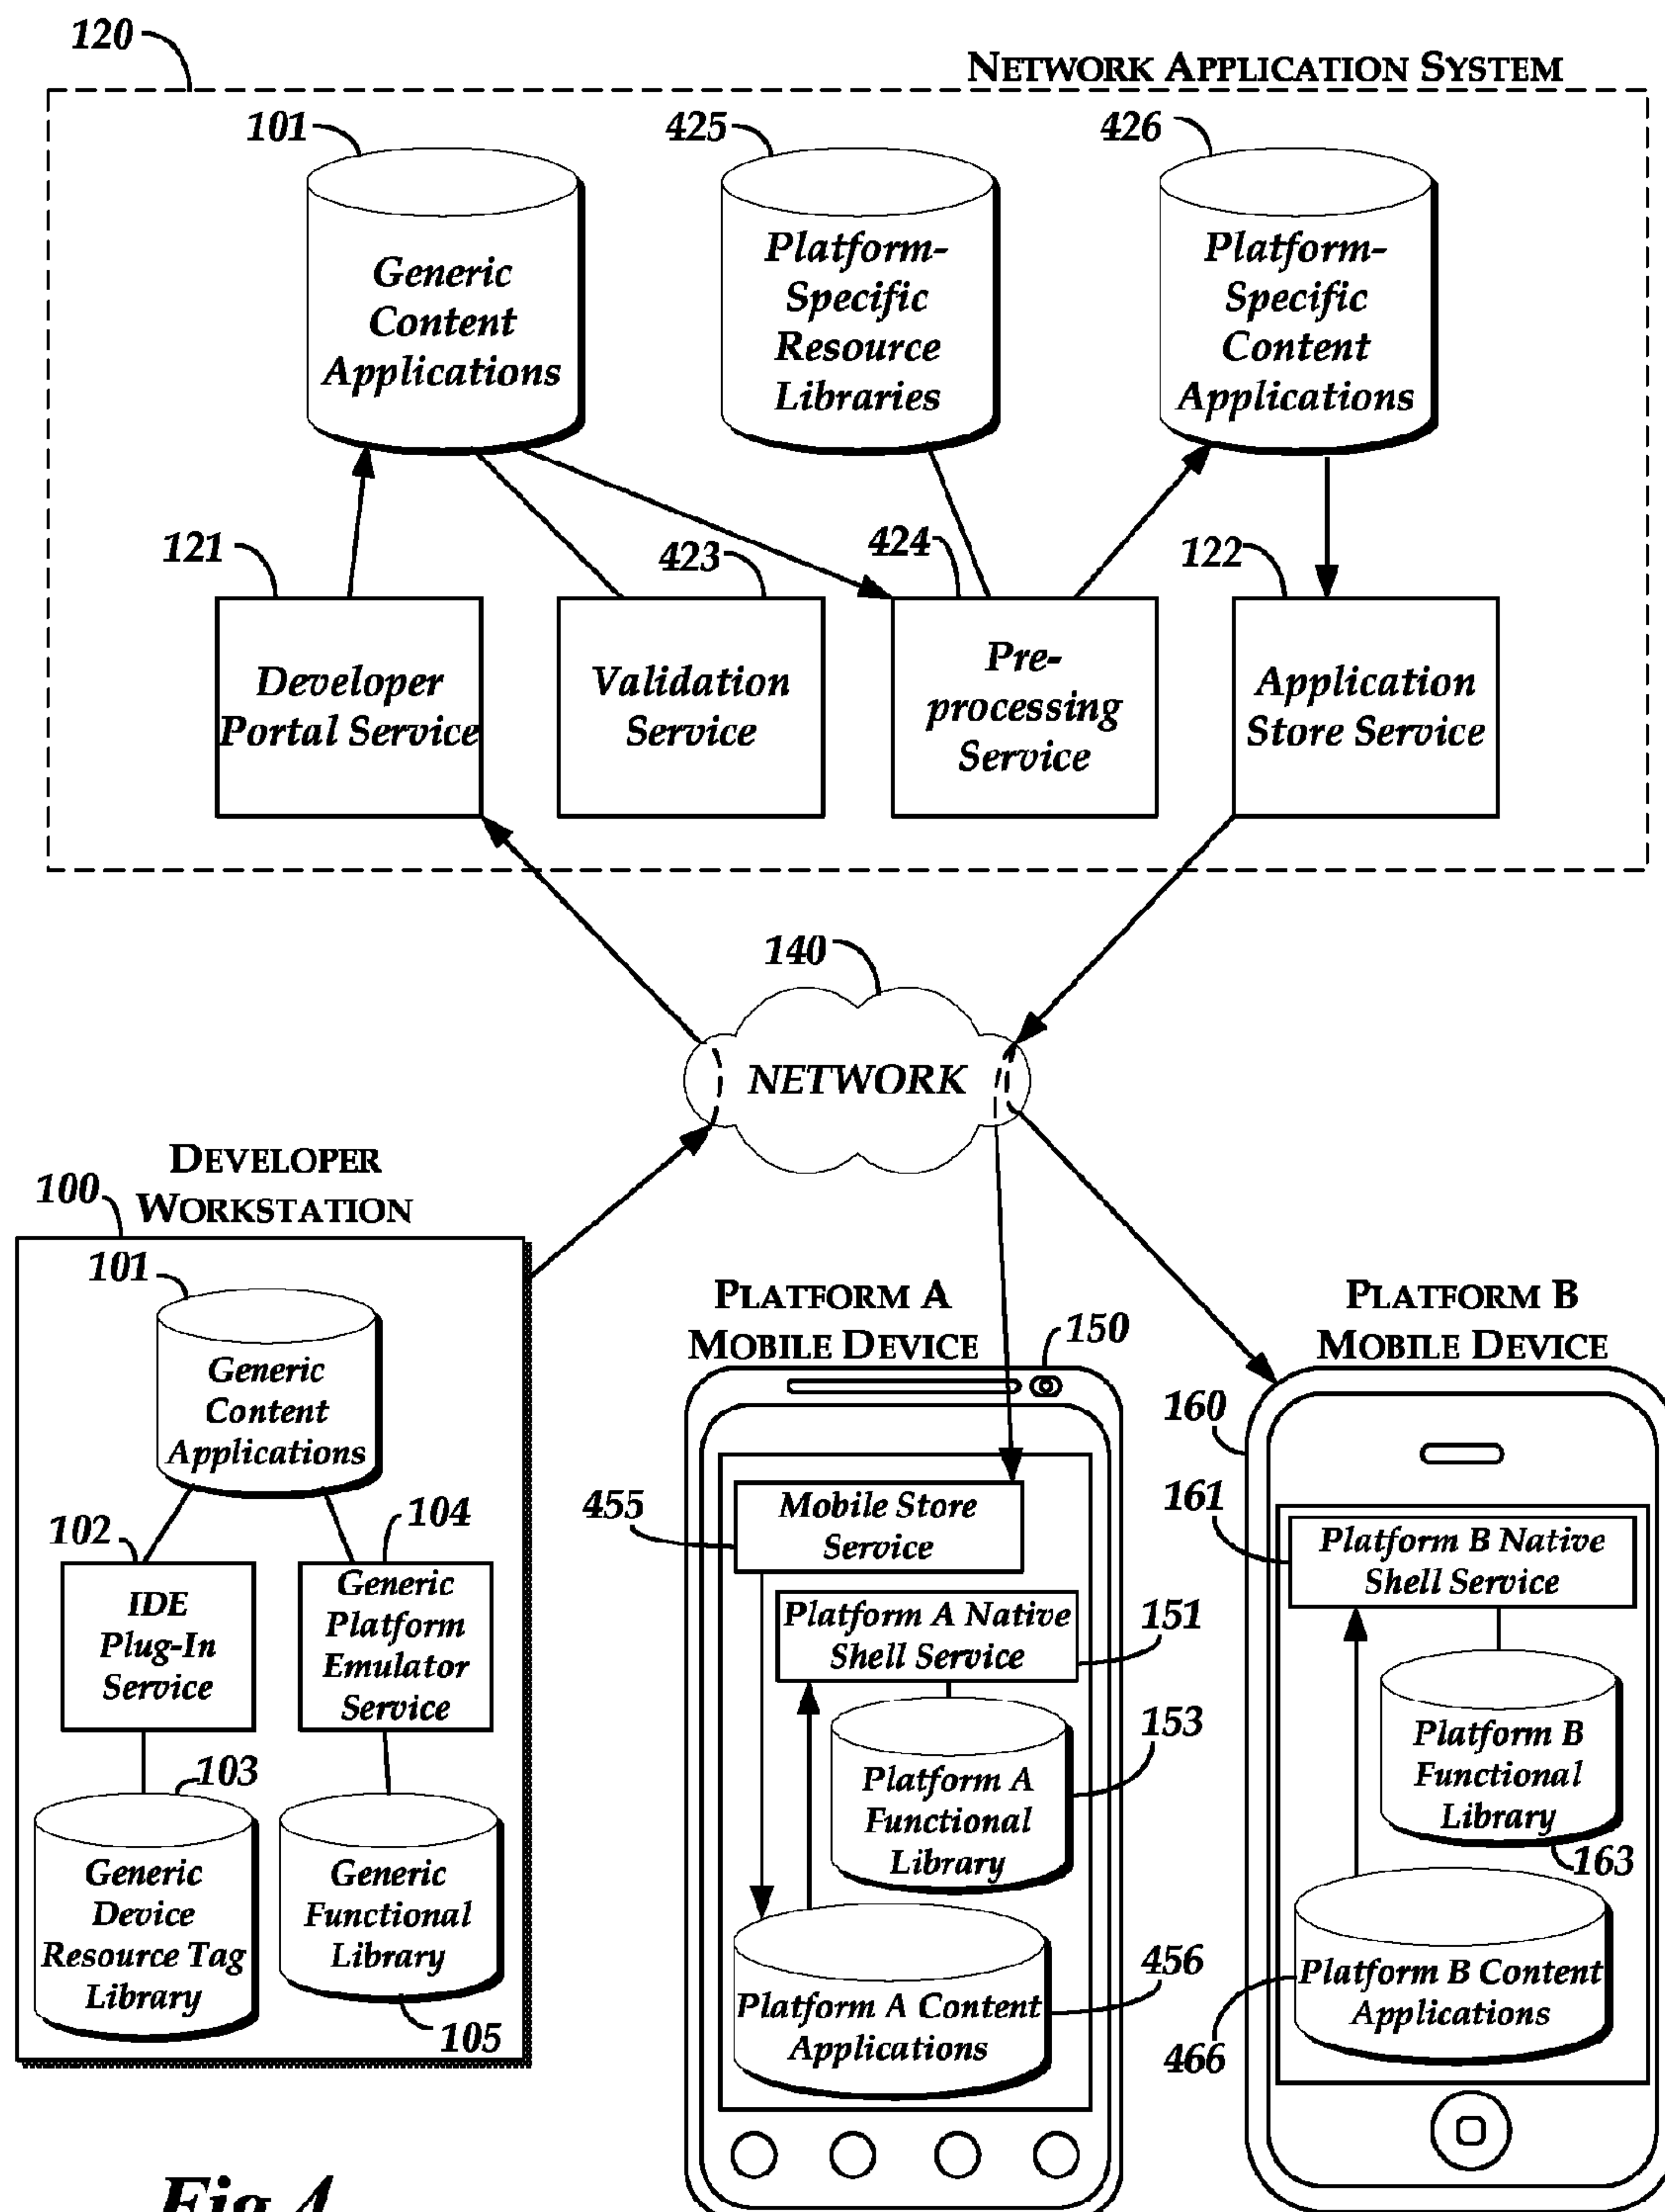 120
NETWORK APPLICATION SYSTEM
101
425
426
Generic
Content
Applications
Platform-
Specific
Resource
Libraries
Platform-
Specific
Content
Applications
121
423
424
122
Developer
Portal Service
Validation
Service
Pre-
processing
Service
Application
Store Service
140
NETWORK
DEVELOPER
WORKSTATION
100
101
Generic
Content
Applications
102
104
IDE
Plug-In
Service
Generic
Platform
Emulator
Service
103
Generic
Device
Resource Tag
Library
Generic
Functional
Library
105
PLATFORM A
MOBILE DEVICE
150
455
Mobile Store
Service
Platform A Native
Shell Service
151
153
Platform A
Functional
Library
456
Platform A Content
Applications
PLATFORM B
MOBILE DEVICE
160
161
Platform B Native
Shell Service
Platform B
Functional
Library
163
Platform B Content
Applications
466
Fig.4